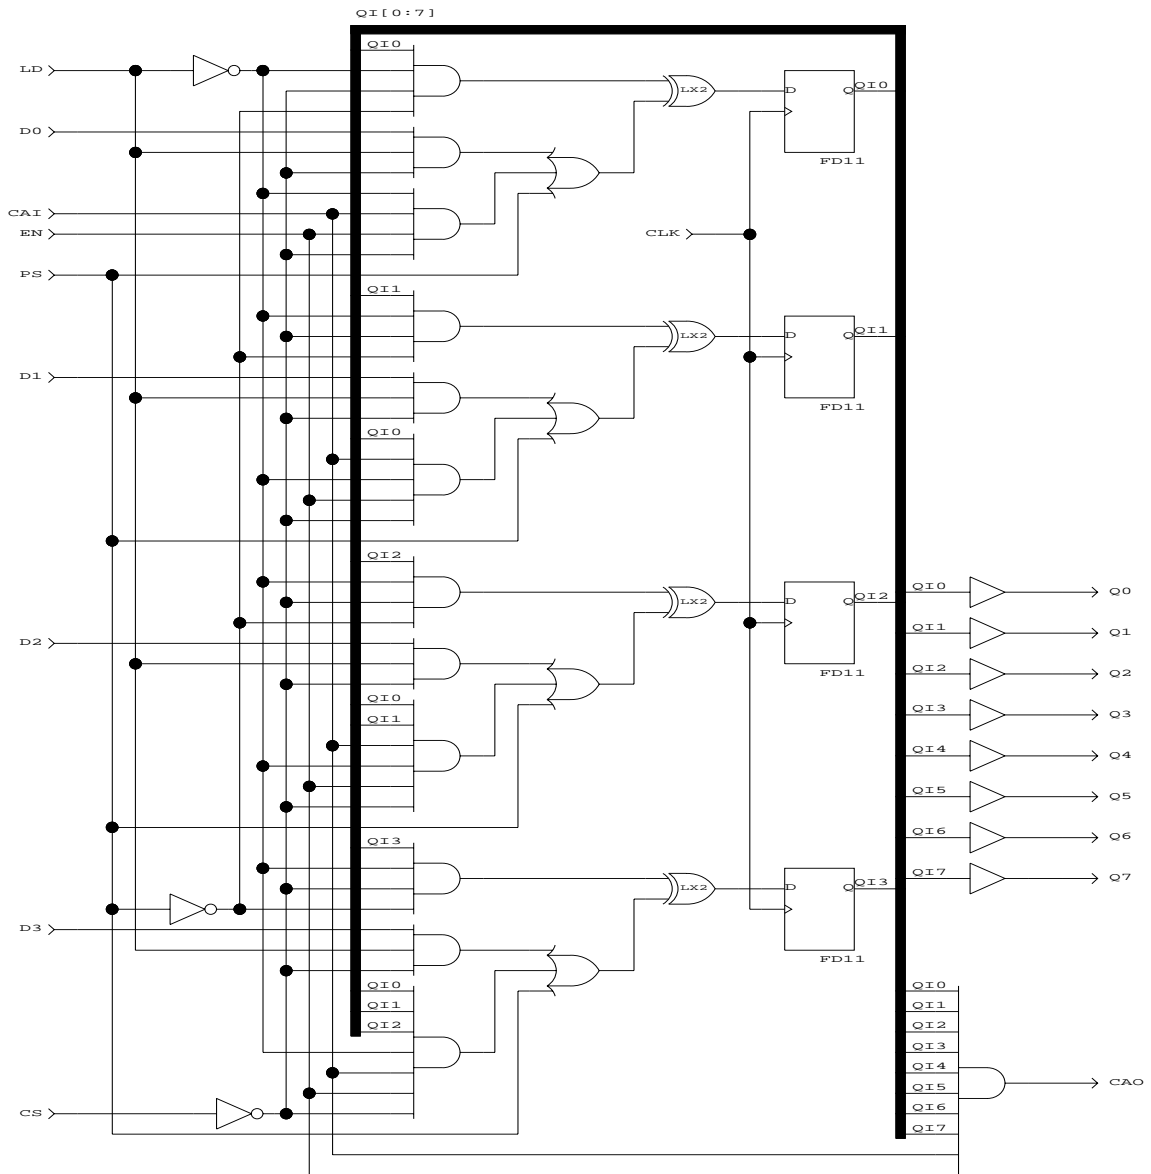 QI[0:7]
QI0
LD
LX2
D
Q
QI0
D0
FD11
CAI
EN
CLK
PS
QI1
LX2
D
Q
QI1
D1
FD11
QI0
QI2
QI0
Q0
LX2
D
Q
QI2
QI1
Q1
D2
QI2
Q2
FD11
QI0
QI3
Q3
QI1
QI4
Q4
QI5
Q5
QI6
Q6
QI3
QI7
Q7
LX2
D
Q
QI3
D3
FD11
QI0
QI0
QI1
QI1
QI2
QI2
QI3
QI4
CAO
QI5
CS
QI6
QI7